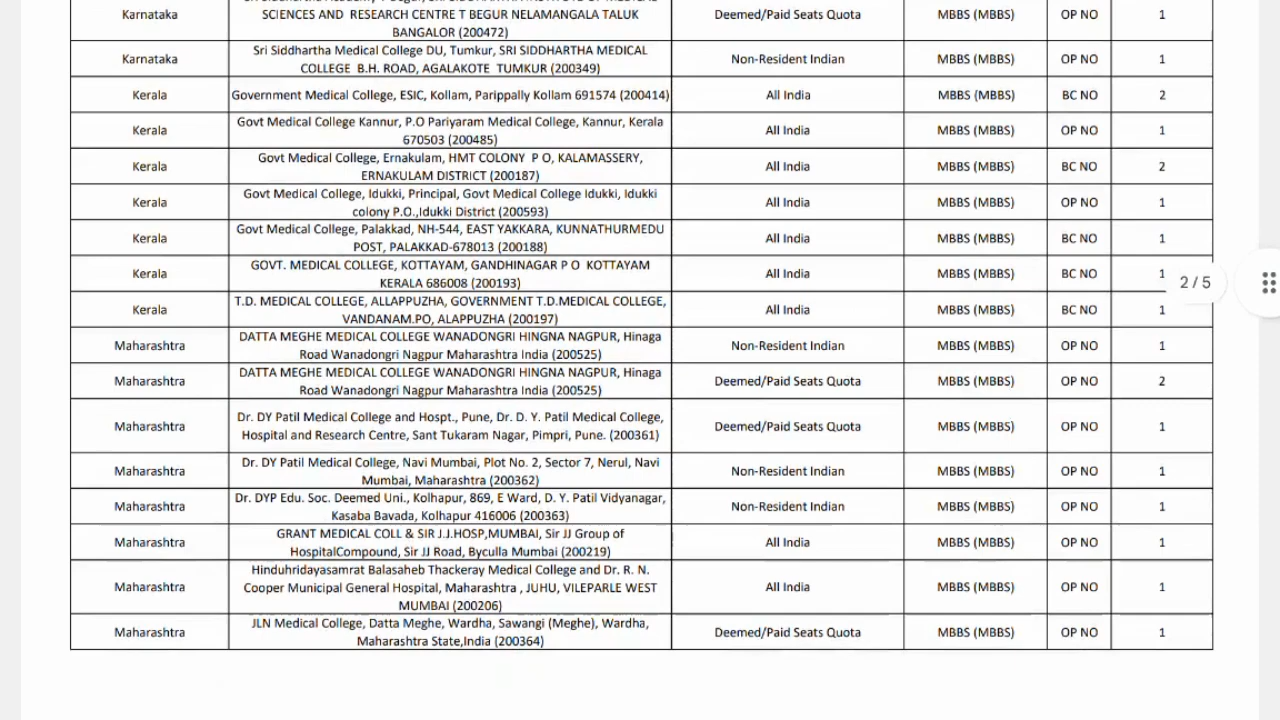 Karnataka
SCIENCES AND RESEARCH CENTRE T BEGUR NELAMANGALA TALUK
BANGALOR (200472)
Deemed/Paid Seats Quota MBBS (MBBS) OP NO 1
Karnataka
Sri Siddhartha Medical College DU, Tumkur, SRI SIDDHARTHA MEDICAL
COLLEGE B.H. ROAD, AGALAKOTE TUMKUR (200349)
Non-Resident Indian MBBS (MBBS) OP NO 1
Kerala Government Medical College, ESIC, Kollam, Parippally Kollam 691574 (200414) All India MBBS (MBBS) BC NO 2
Kerala
Govt Medical College Kannur, P.O Pariyaram Medical College, Kannur, Kerala
670503 (200485)
All India MBBS (MBBS) OP NO 1
Kerala
Govt Medical College, Ernakulam, HMT COLONY P O, KALAMASSERY,
ERNAKULAM DISTRICT (200187)
All India MBBS (MBBS) BC NO 2
Kerala
Govt Medical College, Idukki, Principal, Govt Medical College Idukki, Idukki
colony P.O.,Idukki District (200593)
All India MBBS (MBBS) OP NO 1
Kerala
Govt Medical College, Palakkad, NH-544, EAST YAKKARA, KUNNATHURMEDU
POST, PALAKKAD-678013 (200188)
All India MBBS (MBBS) BC NO 1
Kerala
GOVT. MEDICAL COLLEGE, KOTTAYAM, GANDHINAGAR P O KOTTAYAM
KERALA 686008 (200193)
All India MBBS (MBBS) BC NO 1
2 / 5
Kerala
T.D. MEDICAL COLLEGE, ALLAPPUZHA, GOVERNMENT T.D.MEDICAL COLLEGE,
VANDANAM.PO, ALAPPUZHA (200197)
All India MBBS (MBBS) BC NO 1
Maharashtra
DATTA MEGHE MEDICAL COLLEGE WANADONGRI HINGNA NAGPUR, Hinaga
Road Wanadongri Nagpur Maharashtra India (200525)
Non-Resident Indian MBBS (MBBS) OP NO 1
Maharashtra
DATTA MEGHE MEDICAL COLLEGE WANADONGRI HINGNA NAGPUR, Hinaga
Road Wanadongri Nagpur Maharashtra India (200525)
Deemed/Paid Seats Quota MBBS (MBBS) OP NO 2
Maharashtra
Dr. DY Patil Medical College and Hospt., Pune, Dr. D. Y. Patil Medical College,
Hospital and Research Centre, Sant Tukaram Nagar, Pimpri, Pune. (200361)
Deemed/Paid Seats Quota MBBS (MBBS) OP NO 1
Maharashtra
Dr. DY Patil Medical College, Navi Mumbai, Plot No. 2, Sector 7, Nerul, Navi
Mumbai, Maharashtra (200362)
Non-Resident Indian MBBS (MBBS) OP NO 1
Maharashtra
Dr. DYP Edu. Soc. Deemed Uni., Kolhapur, 869, E Ward, D. Y. Patil Vidyanagar,
Kasaba Bavada, Kolhapur 416006 (200363)
Non-Resident Indian MBBS (MBBS) OP NO 1
Maharashtra
GRANT MEDICAL COLL & SIR J.J.HOSP,MUMBAI, Sir JJ Group of
HospitalCompound, Sir JJ Road, Byculla Mumbai (200219)
All India MBBS (MBBS) OP NO 1
Maharashtra
Hinduhridayasamrat Balasaheb Thackeray Medical College and Dr. R. N.
Cooper Municipal General Hospital, Maharashtra , JUHU, VILEPARLE WEST
MUMBAI (200206)
All India MBBS (MBBS) OP NO 1
Maharashtra
JLN Medical College, Datta Meghe, Wardha, Sawangi (Meghe), Wardha,
Maharashtra State,India (200364)
Deemed/Paid Seats Quota MBBS (MBBS) OP NO 1